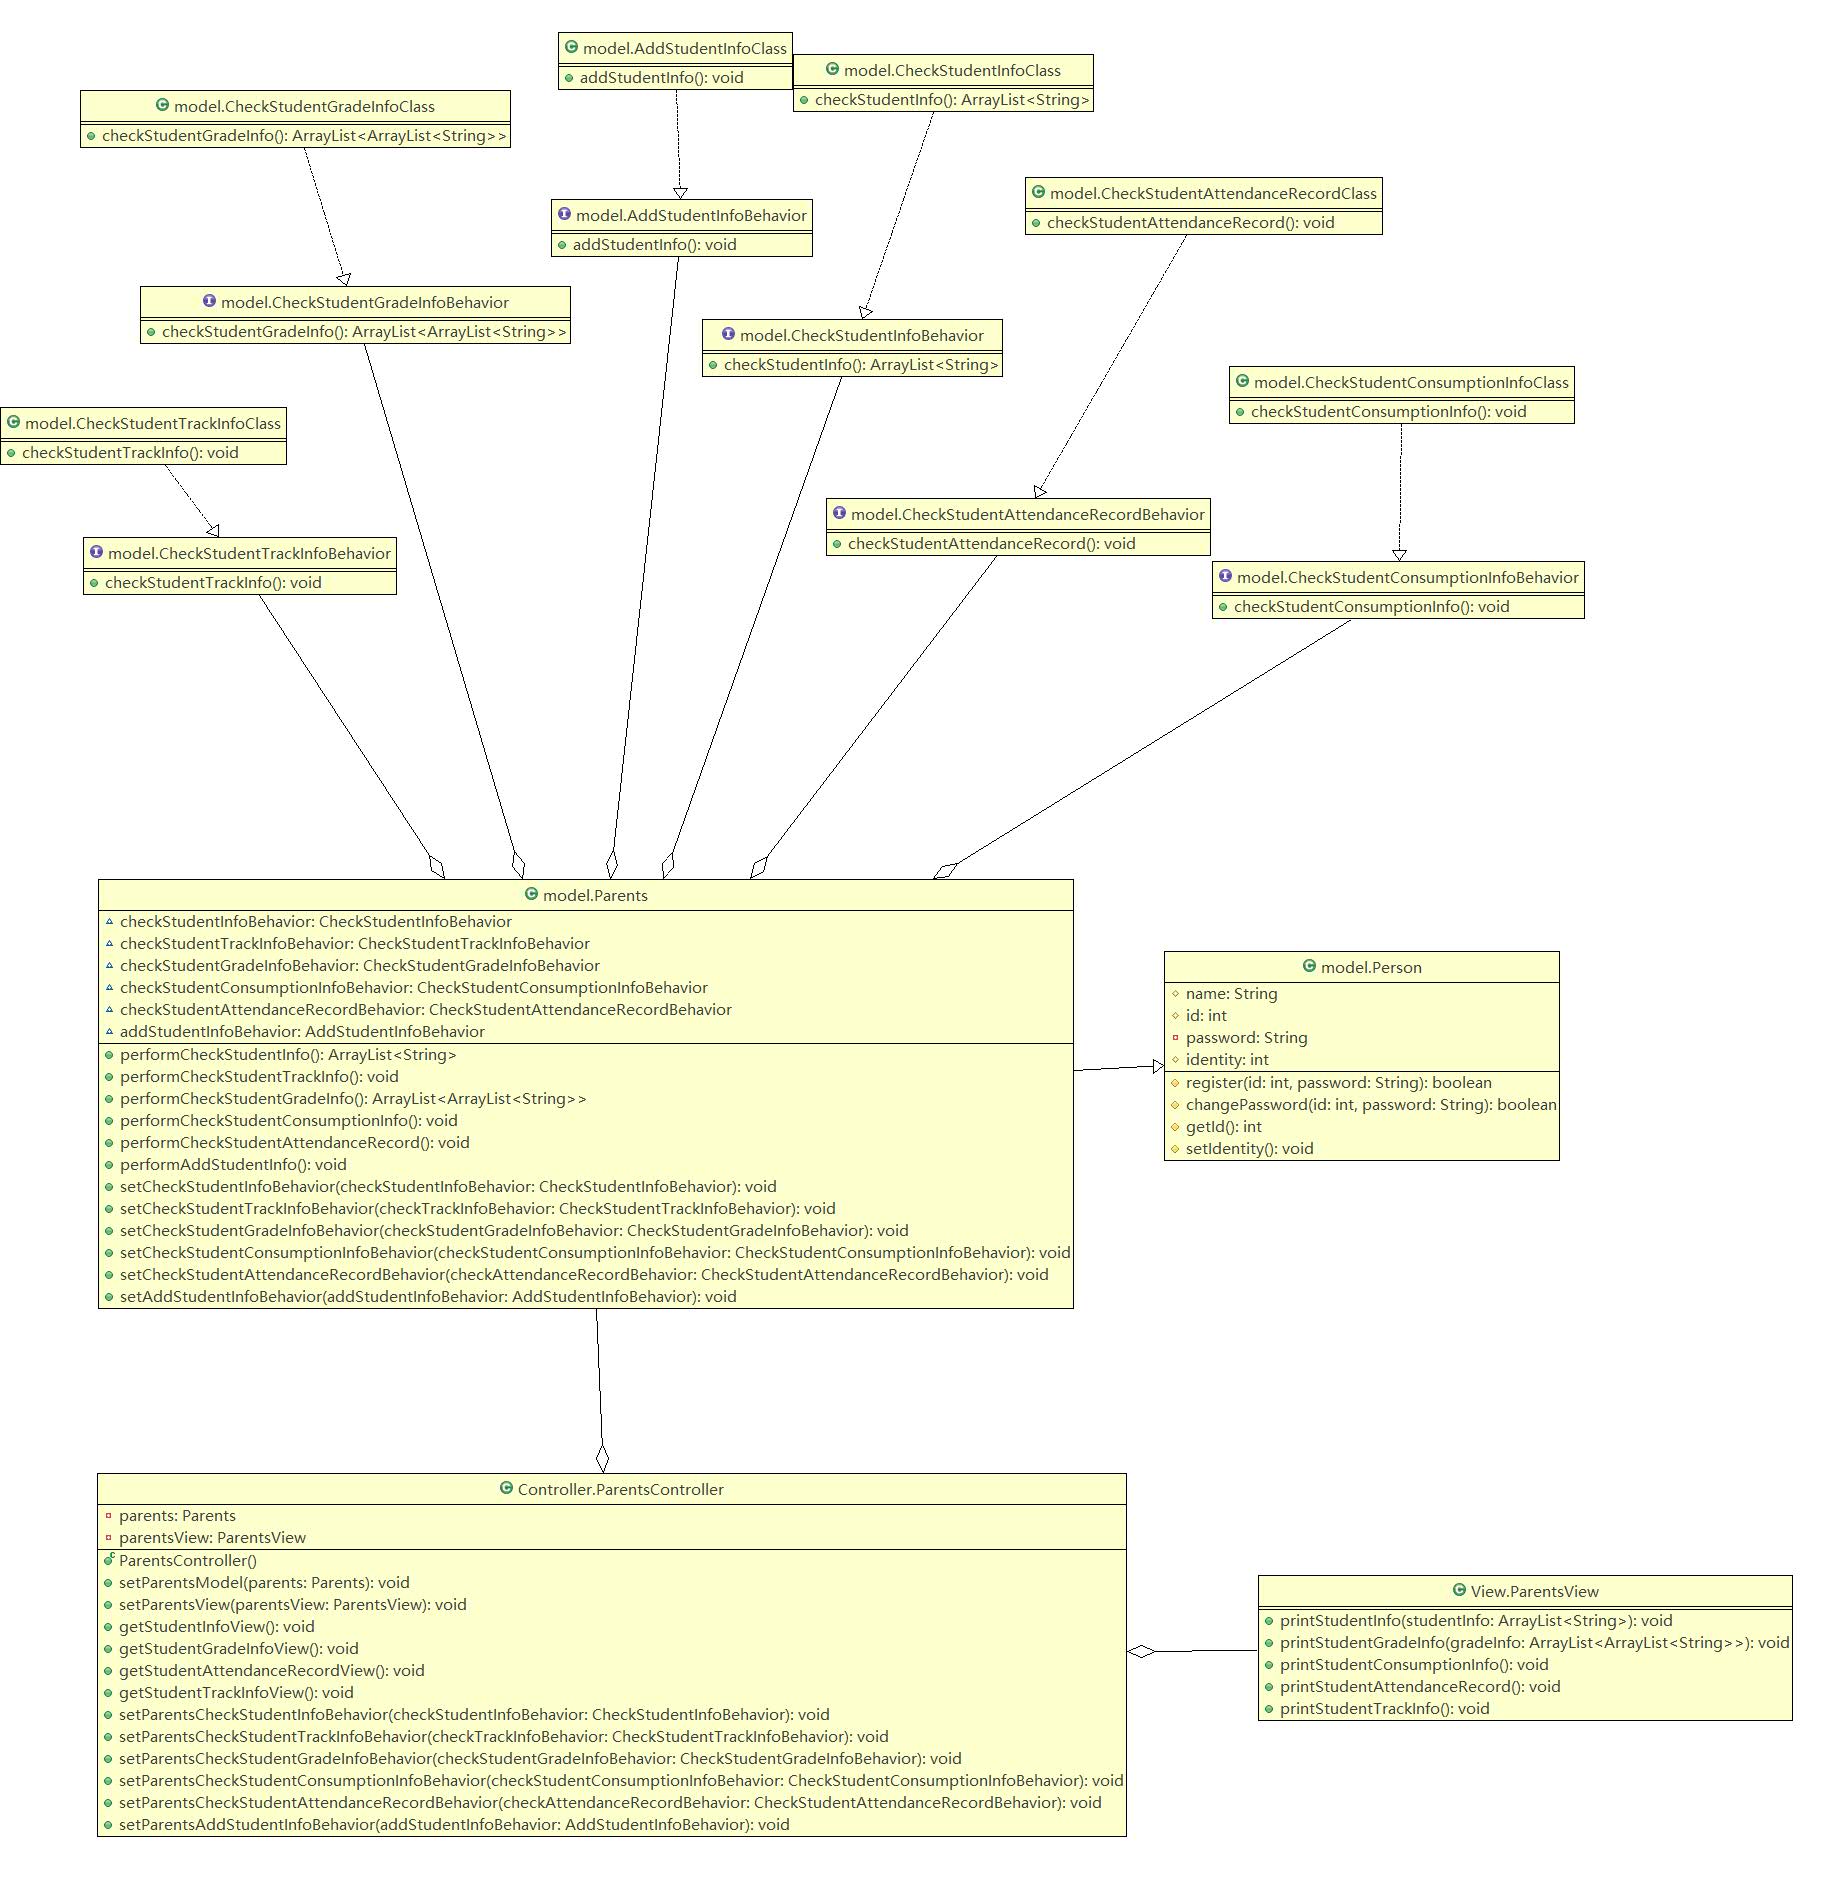 model.AddStudentInfoClass
addStudentInfo(): void
model.CheckStudentInfoClass
checkStudentInfo(): ArrayList<String>
model.CheckStudentGradeInfoClass
checkStudentGradeInfo(): ArrayList<ArrayList<String>>
model.CheckStudentAttendanceRecordClass
checkStudentAttendanceRecord(): void
model.AddStudentInfoBehavior
addStudentInfo(): void
model.CheckStudentGradeInfoBehavior
checkStudentGradeInfo(): ArrayList<ArrayList<String>>
model.CheckStudentInfoBehavior
checkStudentInfo(): ArrayList<String>
model.CheckStudentConsumptionInfoClass
checkStudentConsumptionInfo(): void
model.CheckStudentTrackInfoClass
checkStudentTrackInfo(): void
model.CheckStudentAttendanceRecordBehavior
checkStudentAttendanceRecord(): void
model.CheckStudentTrackInfoBehavior
checkStudentTrackInfo(): void
model.CheckStudentConsumptionInfoBehavior
checkStudentConsumptionInfo(): void
model.Parents
checkStudentInfoBehavior: CheckStudentInfoBehavior
checkStudentTrackInfoBehavior: CheckStudentTrackInfoBehavior
checkStudentGradeInfoBehavior: CheckStudentGradeInfoBehavior
checkStudentConsumptionInfoBehavior: CheckStudentConsumptionInfoBehavior
checkStudentAttendanceRecordBehavior: CheckStudentAttendanceRecordBehavior
addStudentInfoBehavior: AddStudentInfoBehavior
performCheckStudentInfo(): ArrayList<String>
performCheckStudentTrackInfo(): void
performCheckStudentGradeInfo(): ArrayList<ArrayList<String>>
performCheckStudentConsumptionInfo(): void
performCheckStudentAttendanceRecord(): void
performAddStudentInfo(): void
setCheckStudentInfoBehavior(checkStudentInfoBehavior: CheckStudentInfoBehavior): void
setCheckStudentTrackInfoBehavior(checkTrackInfoBehavior: CheckStudentTrackInfoBehavior): void
setCheckStudentGradeInfoBehavior(checkStudentGradeInfoBehavior: CheckStudentGradeInfoBehavior): void
setCheckStudentConsumptionInfoBehavior(checkStudentConsumptionInfoBehavior: CheckStudentConsumptionInfoBehavior): void
setCheckStudentAttendanceRecordBehavior(checkAttendanceRecordBehavior: CheckStudentAttendanceRecordBehavior): void
setAddStudentInfoBehavior(addStudentInfoBehavior: AddStudentInfoBehavior): void
model.Person
name: String
id: int
password: String
identity: int
register(id: int, password: String): boolean
changePassword(id: int, password: String): boolean
getId(): int
setIdentity(): void
Controller.ParentsController
parents: Parents
parentsView: ParentsView
ParentsController()
setParentsModel(parents: Parents): void
setParentsView(parentsView: ParentsView): void
getStudentInfoView(): void
getStudentGradeInfoView(): void
getStudentAttendanceRecordView(): void
getStudentTrackInfoView(): void
setParentsCheckStudentInfoBehavior(checkStudentInfoBehavior: CheckStudentInfoBehavior): void
setParentsCheckStudentTrackInfoBehavior(checkTrackInfoBehavior: CheckStudentTrackInfoBehavior): void
setParentsCheckStudentGradeInfoBehavior(checkStudentGradeInfoBehavior: CheckStudentGradeInfoBehavior): void
setParentsCheckStudentConsumptionInfoBehavior(checkStudentConsumptionInfoBehavior: CheckStudentConsumptionInfoBehavior): void
setParentsCheckStudentAttendanceRecordBehavior(checkAttendanceRecordBehavior: CheckStudentAttendanceRecordBehavior): void
setParentsAddStudentInfoBehavior(addStudentInfoBehavior: AddStudentInfoBehavior): void
View.ParentsView
printStudentInfo(studentInfo: ArrayList<String>): void
printStudentGradeInfo(gradeInfo: ArrayList<ArrayList<String>>): void
printStudentConsumptionInfo(): void
printStudentAttendanceRecord(): void
printStudentTrackInfo(): void